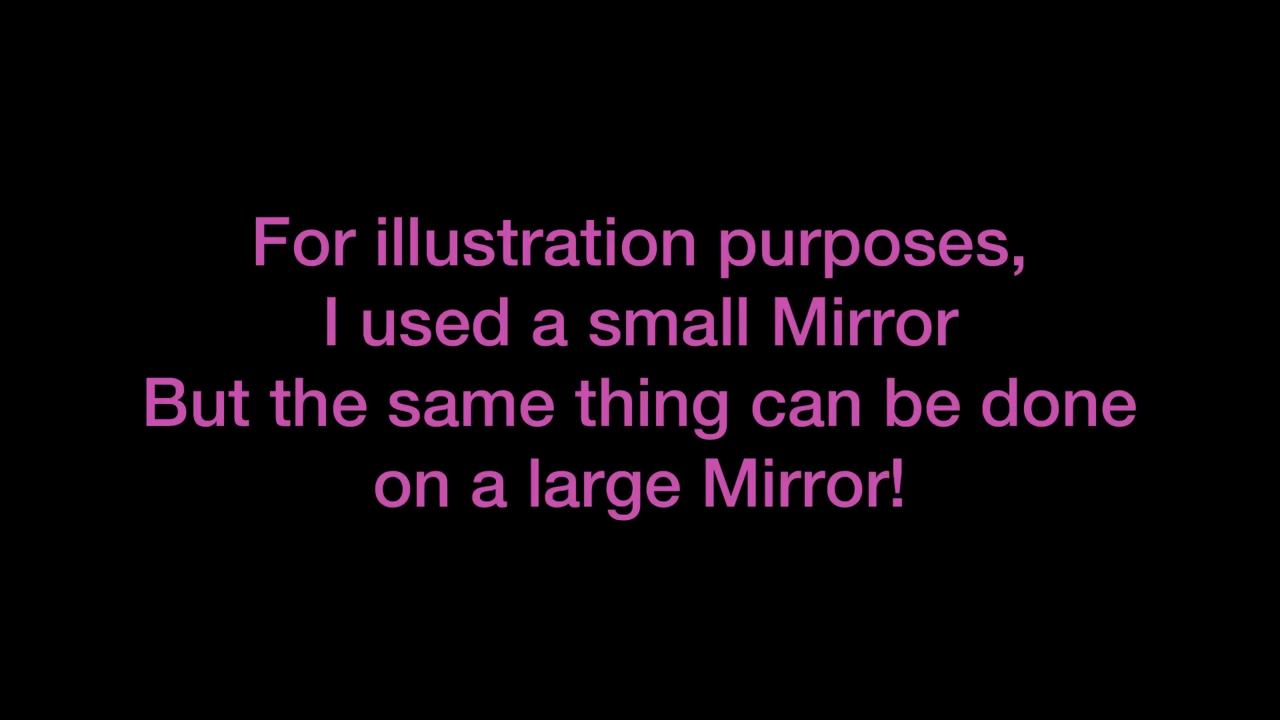 For illustration purposes,
I used a small Mirror
But the same thing can be done
on a large Mirror!